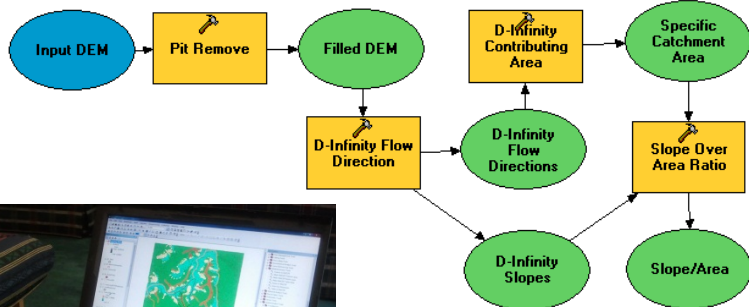 Input DEM
Pit Remove
Filled DEM
D-Infinity
Contributing
Area
Specific
Catchment
Area
D-Infinity Flow
Direction
D-Infinity
Flow
Directions
Slope Over
Area Ratio
D-Infinity
Slopes
Slope/Area